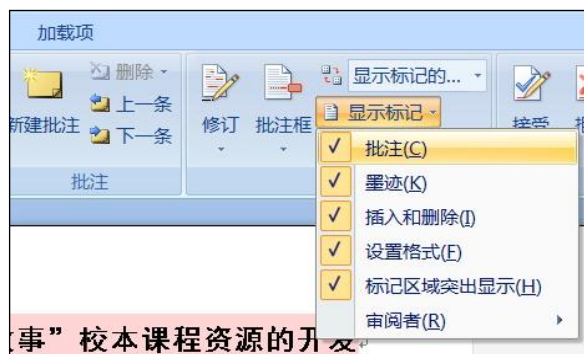 加载项
删除
上一条
新建批注
下一条
批注
修订
批注框
显示标记的...
显示标记
接受
批注(C)
墨迹(K)
插入和删除(I)
设置格式(F)
标记区域突出显示(H)
审阅者(R)
事”校本课程资源的开发